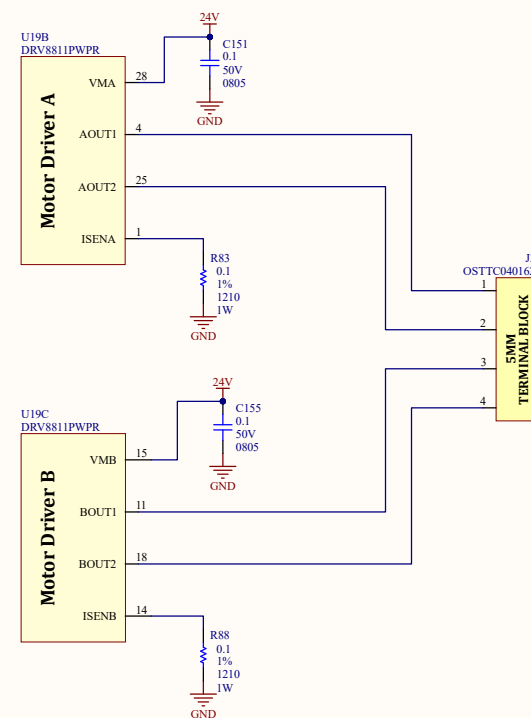 U19B
DRV8811PWPR
Motor Driver A
VMA
28
AOUT1
4
AOUT2
25
ISENA
1
24V
C151
0.1
50V
0805
GND
R83
0.1
1%
1210
1W
GND
OSTTC04016
1
2
3
4
5MM
TERMINAL BLOCK
U19C
DRV8811PWPR
Motor Driver B
VMB
15
BOUT1
11
BOUT2
18
ISENB
14
24V
C155
0.1
50V
0805
GND
R88
0.1
1%
1210
1W
GND